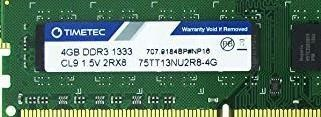 TIMETEC
Warranty Void if Removed
4GB DDR3 1333
707.9184BP#NP16
CL9 1.5V 2RX8
75TT13NU2R8-4G